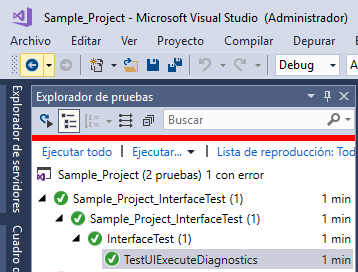 Sample_Project - Microsoft Visual Studio (Administrador)
Archivo Editar Ver Proyecto Compilar Depurar
Debug
Explorador de servidores
Cuadro d
Explorador de pruebas
Buscar
Ejecutar todo | Ejecutar... | Lista de reproducción: Tod
Sample_Project (2 pruebas) 1 con error
Sample_Project_InterfaceTest (1) 1 min
Sample_Project_InterfaceTest (1) 1 min
InterfaceTest (1) 1 min
TestUIExecuteDiagnostics 1 min